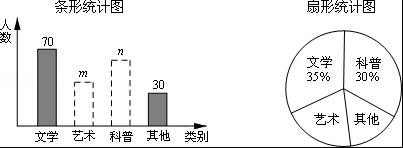 条形统计图
人数
70
m
n
30
文学 艺术 科普 其他 类别
扇形统计图
文学
35%
科普
30%
艺术
其他